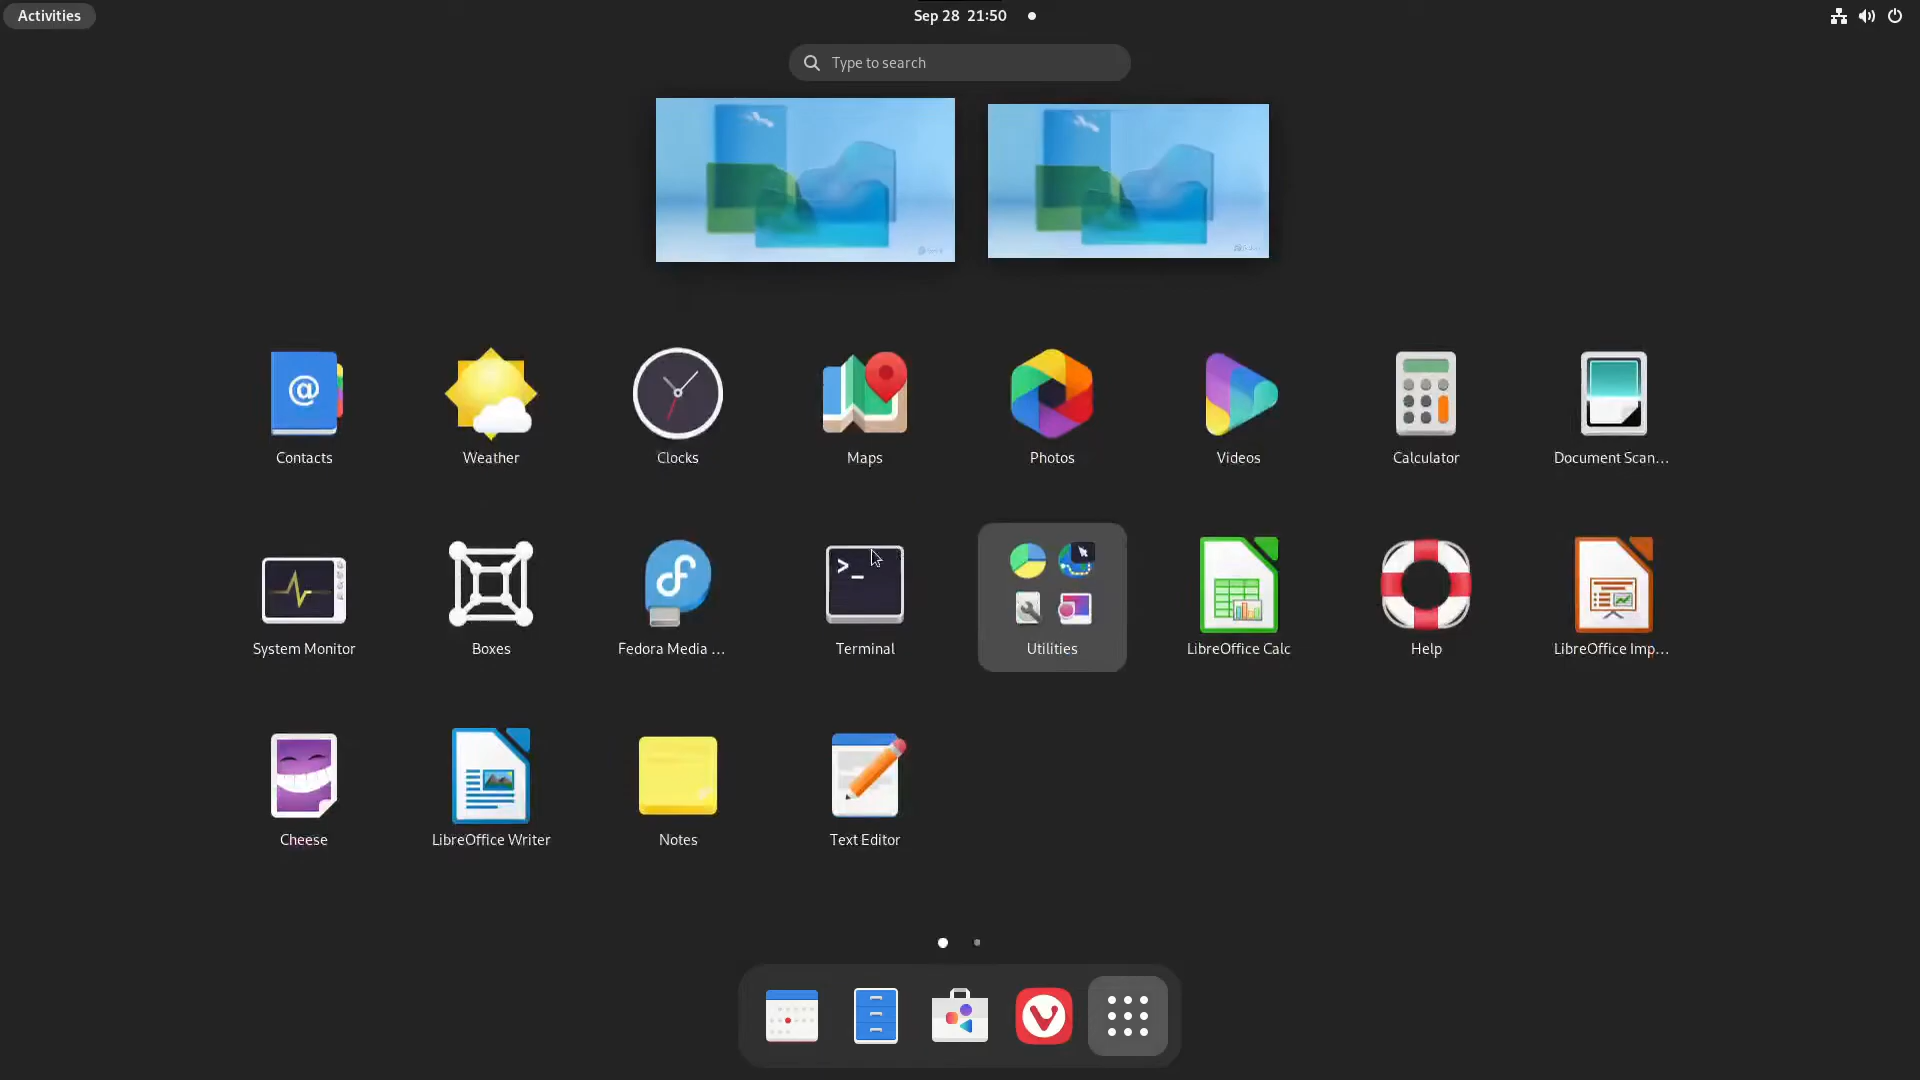 Activities
Sep 28 21:50
Type to search
Contacts
Weather
Clocks
Maps
Photos
Videos
Calculator
Document Scan...
System Monitor
Boxes
Fedora Media ...
Terminal
Utilities
LibreOffice Calc
Help
LibreOffice Imp...
Cheese
LibreOffice Writer
Notes
Text Editor